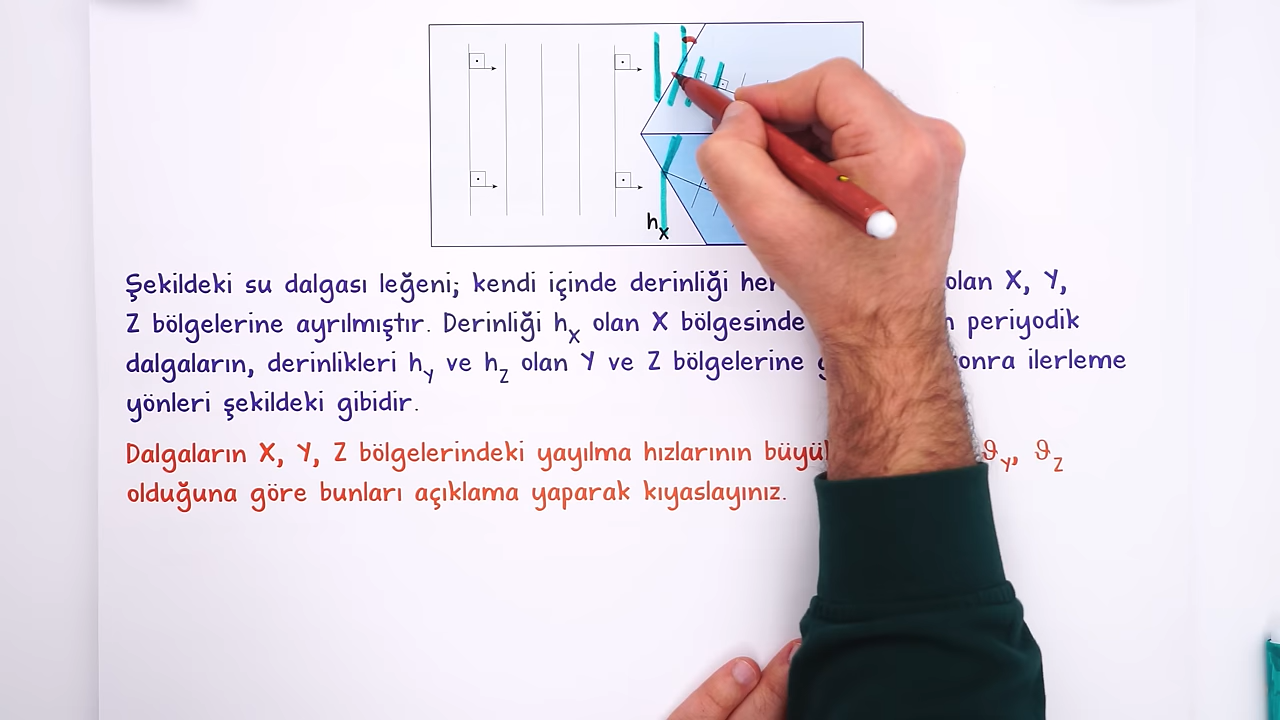 hX
Şekildeki su dalgası leğeni; kendi içinde derinliği her olan X, Y,
Z bölgelerine ayrılmıştır. Derinliği hX olan X bölgesinde periyodik
dalgaların, derinlikleri hY ve hZ olan Y ve Z bölgelerine sonra ilerleme
yönleri şekildeki gibidir.
Dalgaların X, Y, Z bölgelerindeki yayılma hızlarının ϑY, ϑZ
olduğuna göre bunları açıklama yaparak kıyaslayınız.